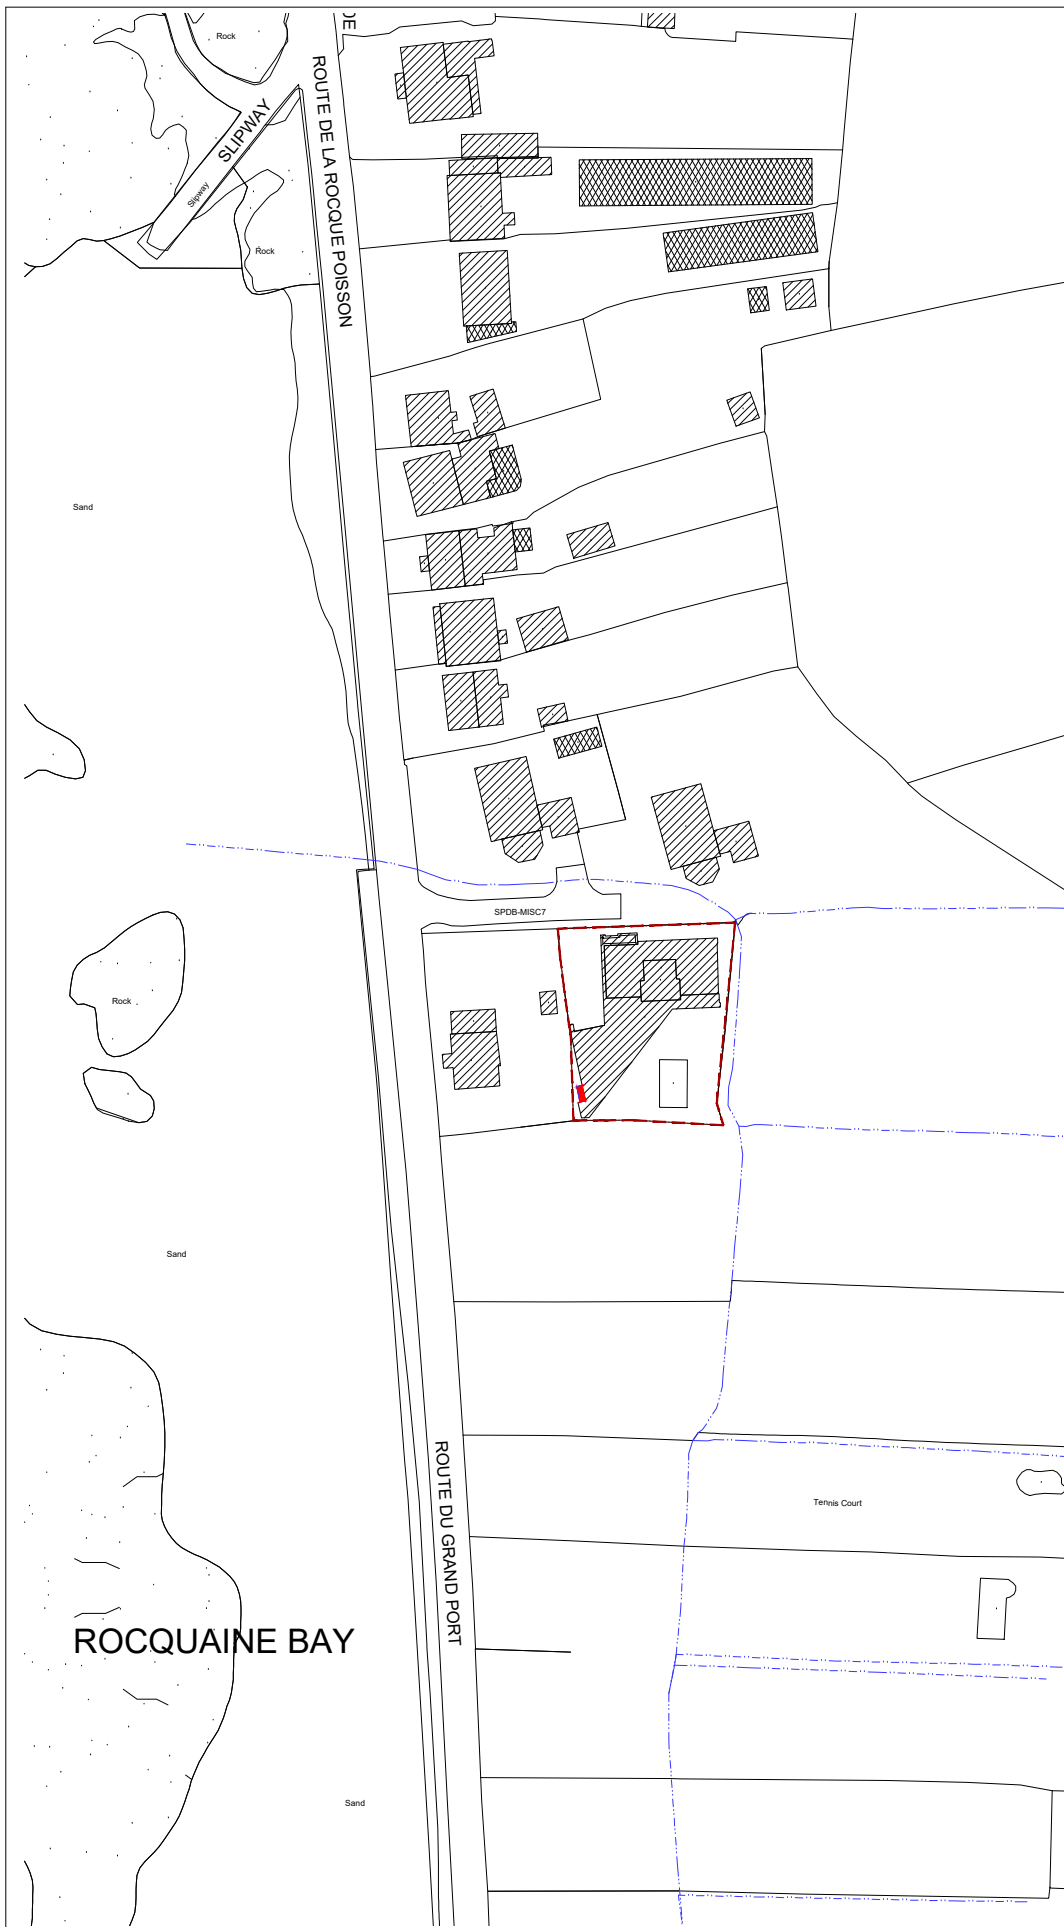 DE
Rock
ROUTE DE LA ROCQUE POISSON
SLIPWAY
Slipway
Rock
Sand
SPDB-MISC7
Rock
Sand
ROUTE DU GRAND PORT
Tennis Court
ROCQUAINE BAY
Sand